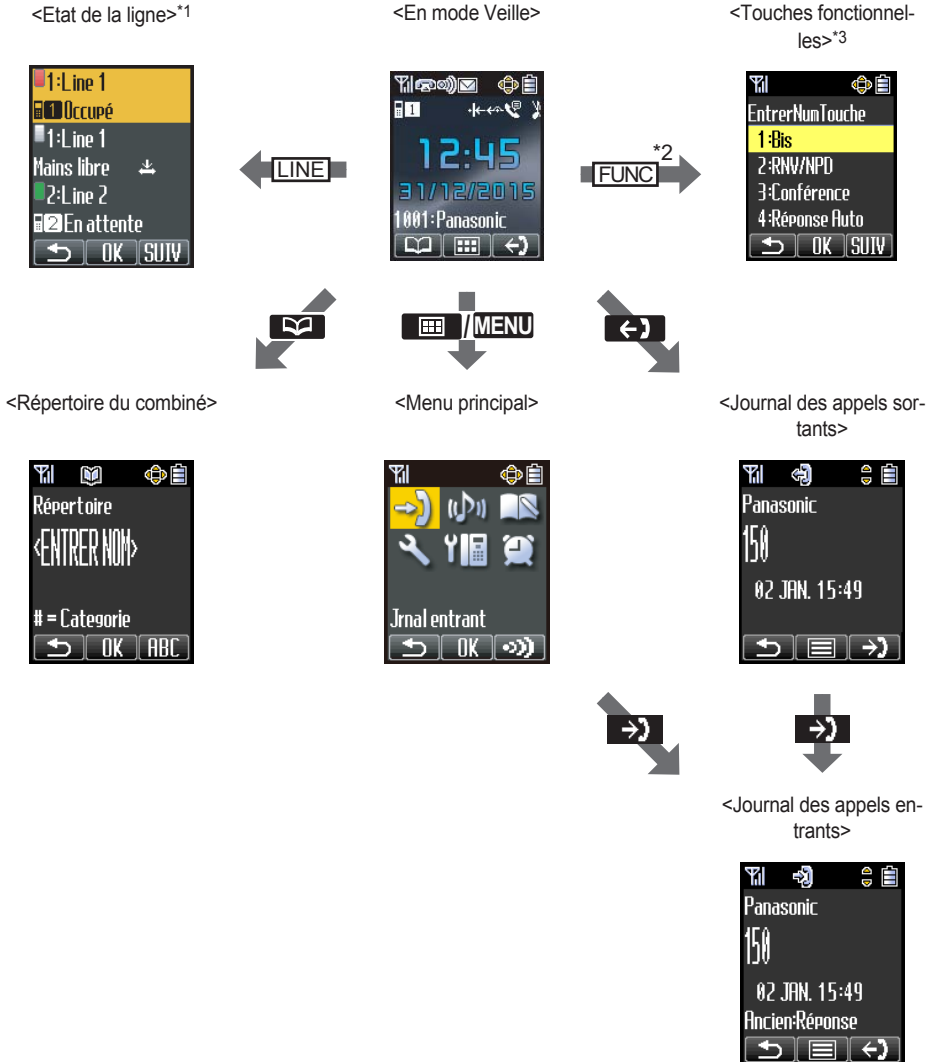 <Etat de la ligne>*1
<En mode Veille>
<Touches fonctionnel-
les>*3
1:Line 1
1 Occupé
1:Line 1
Mains libre
2:Line 2
2 En attente
OK SUIV
LINE
1
12:45
31/12/2015
1001:Panasonic
*2
FUNC
EntrerNumTouche
1:Bis
2:RNV/NPD
3:Conférence
4:Réponse Auto
OK SUIV
/MENU
<Répertoire du combiné>
<Menu principal>
<Journal des appels sor-
tants>
Répertoire
<ENTRER NOM>
# = Categorie
OK ABC
Jrnal entrant
OK
Panasonic
150
02 JAN. 15:49
<Journal des appels en-
trants>
Panasonic
150
02 JAN. 15:49
Ancien:Réponse